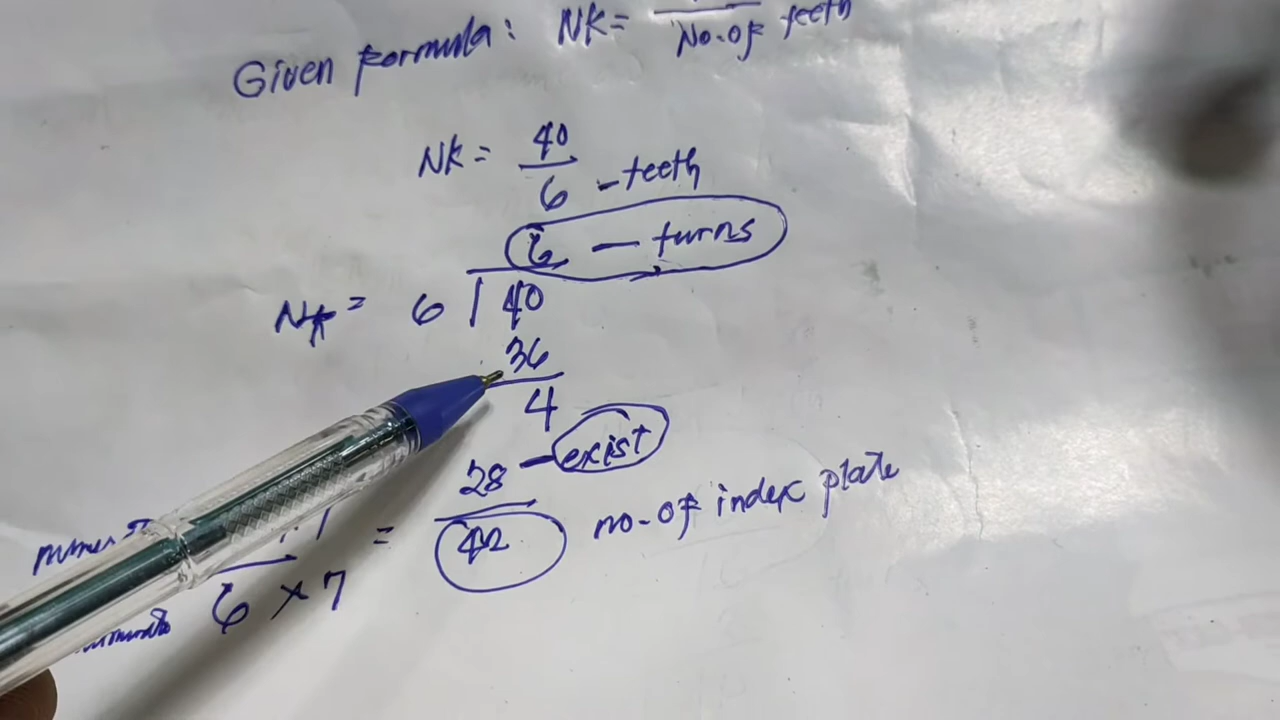 Given formula: NK =
No. of teeth
NK = 40
6 - teeth
6 — turns
NK = 6 | 40
36
4
28 - exist
6 × 7 = 42 no. of index plate